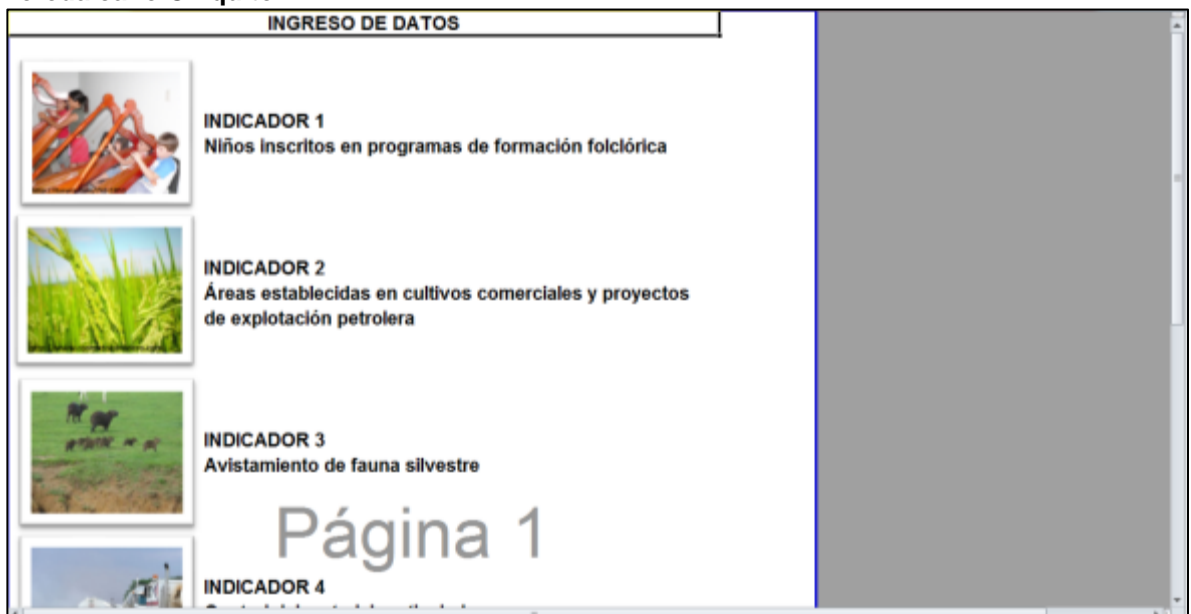 INGRESO DE DATOS
INDICADOR 1
Niños inscritos en programas de formación folclórica
INDICADOR 2
Áreas establecidas en cultivos comerciales y proyectos
de explotación petrolera
INDICADOR 3
Avistamiento de fauna silvestre
Página 1
INDICADOR 4